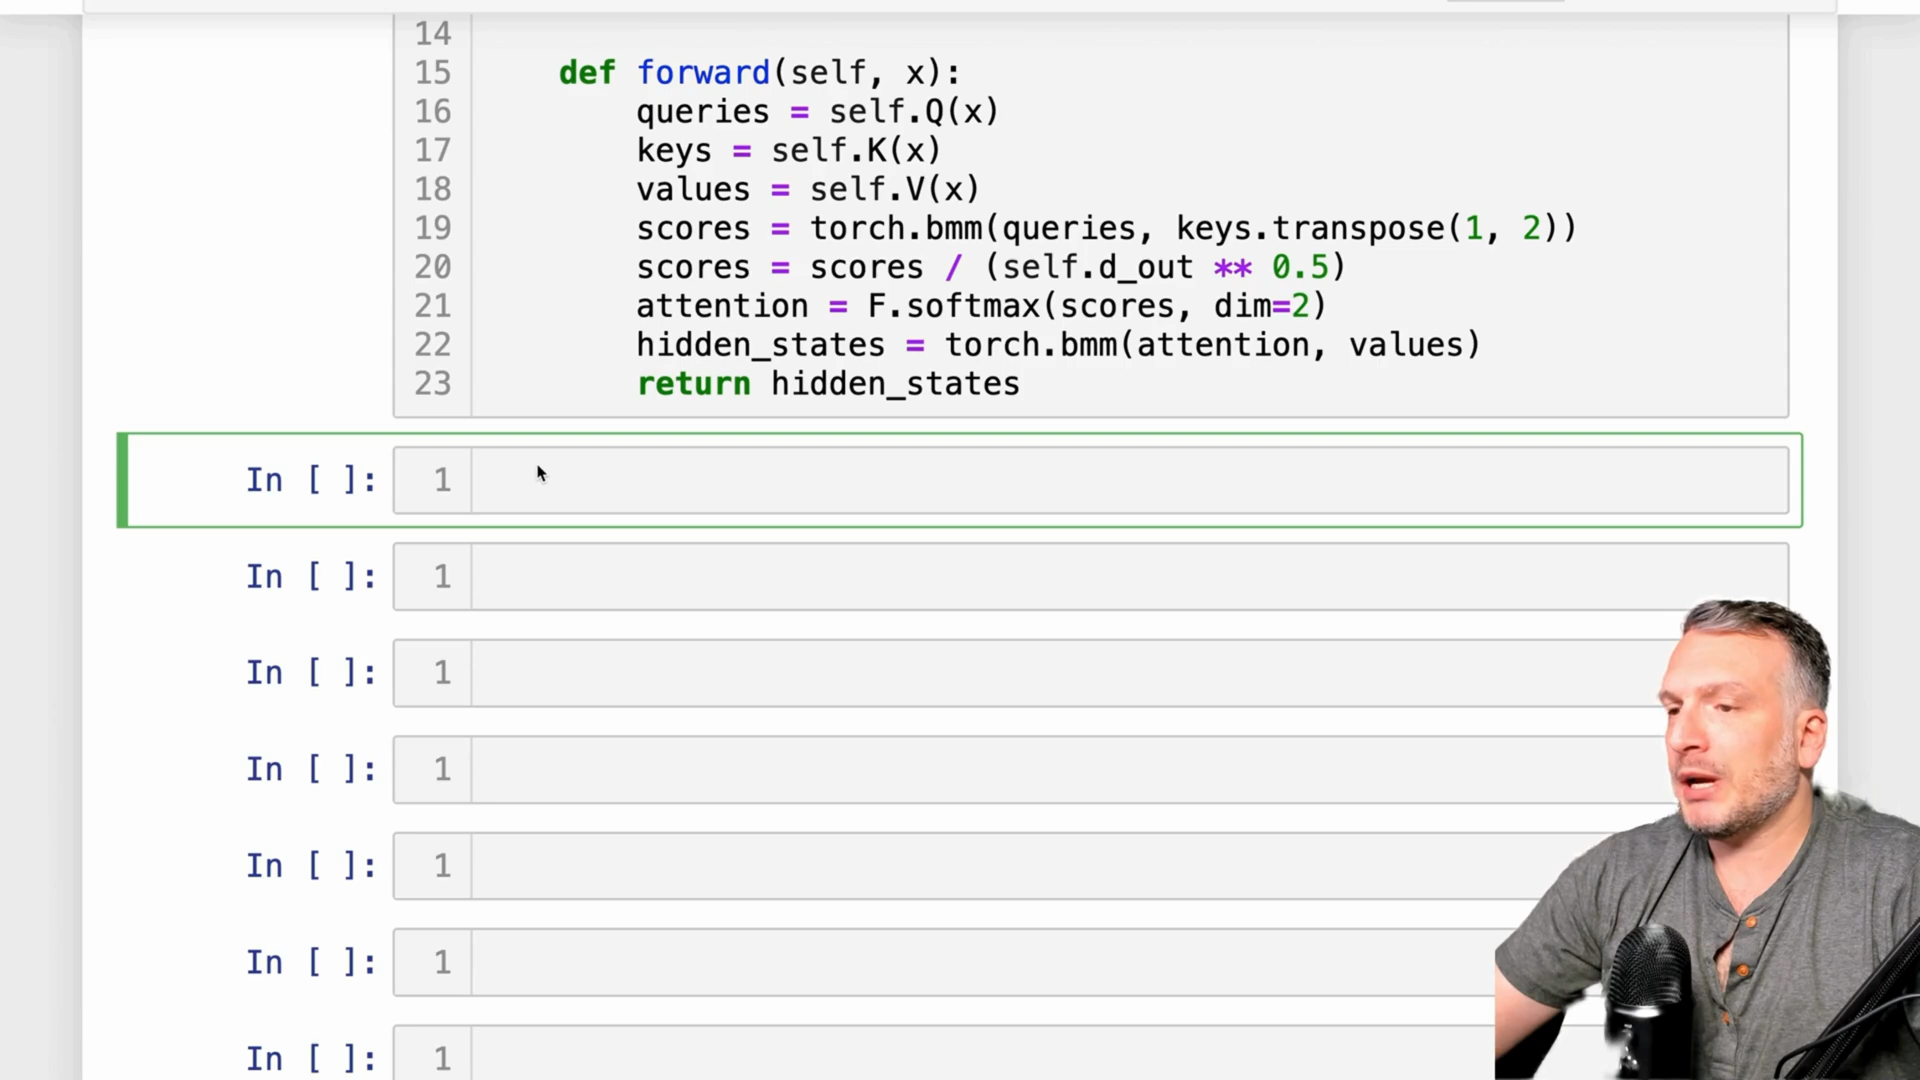 14
15 def forward(self, x):
16 queries = self.Q(x)
17 keys = self.K(x)
18 values = self.V(x)
19 scores = torch.bmm(queries, keys.transpose(1, 2))
20 scores = scores / (self.d_out ** 0.5)
21 attention = F.softmax(scores, dim=2)
22 hidden_states = torch.bmm(attention, values)
23 return hidden_states
In [ ]: 1
In [ ]: 1
In [ ]: 1
In [ ]: 1
In [ ]: 1
In [ ]: 1
In [ ]: 1